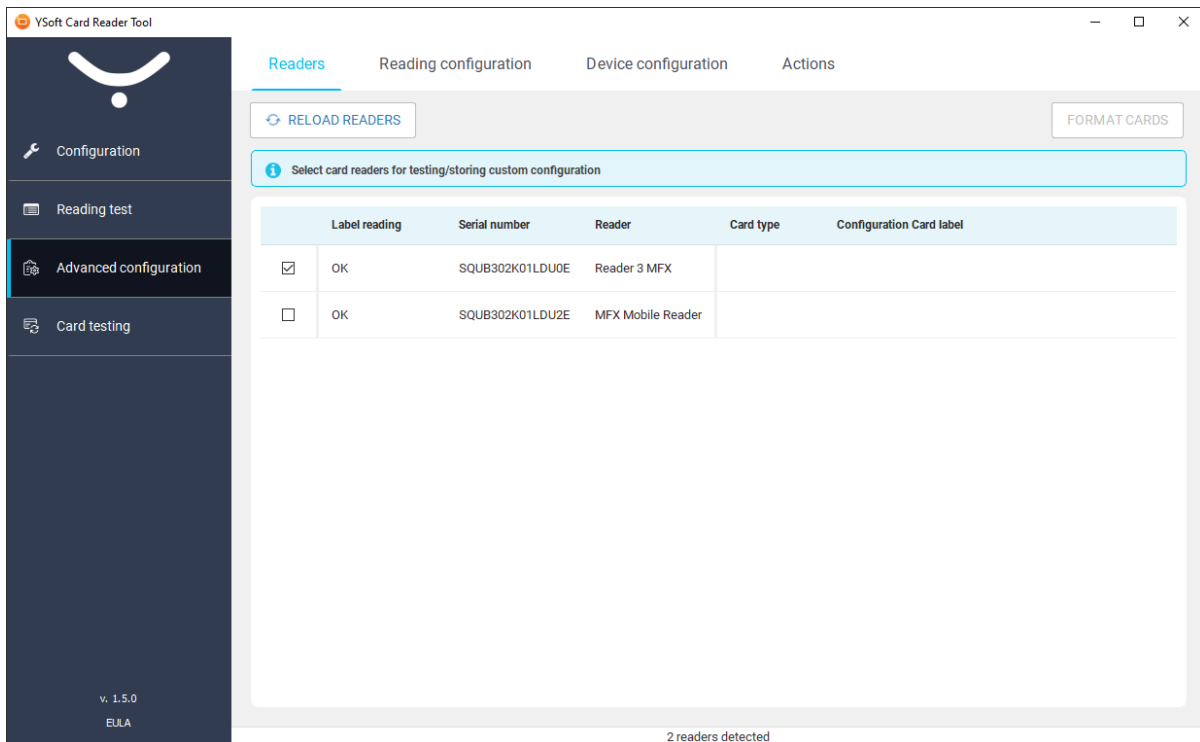 YSoft Card Reader Tool
Readers Reading configuration Device configuration Actions
RELOAD READERS FORMAT CARDS
Configuration
Select card readers for testing/storing custom configuration
Reading test
Label reading Serial number Reader Card type Configuration Card label
Advanced configuration
OK SQUB302K01LDU0E Reader 3 MFX
OK SQUB302K01LDU2E MFX Mobile Reader
Card testing
v. 1.5.0
EULA
2 readers detected